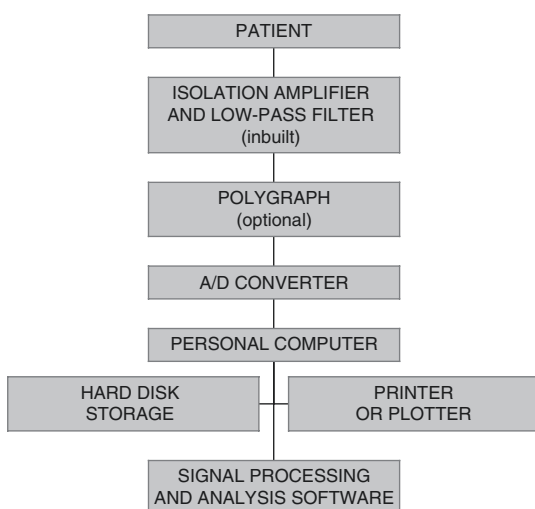 PATIENT
ISOLATION AMPLIFIER
AND LOW-PASS FILTER
(inbuilt)
POLYGRAPH
(optional)
A/D CONVERTER
PERSONAL COMPUTER
HARD DISK
STORAGE
PRINTER
OR PLOTTER
SIGNAL PROCESSING
AND ANALYSIS SOFTWARE